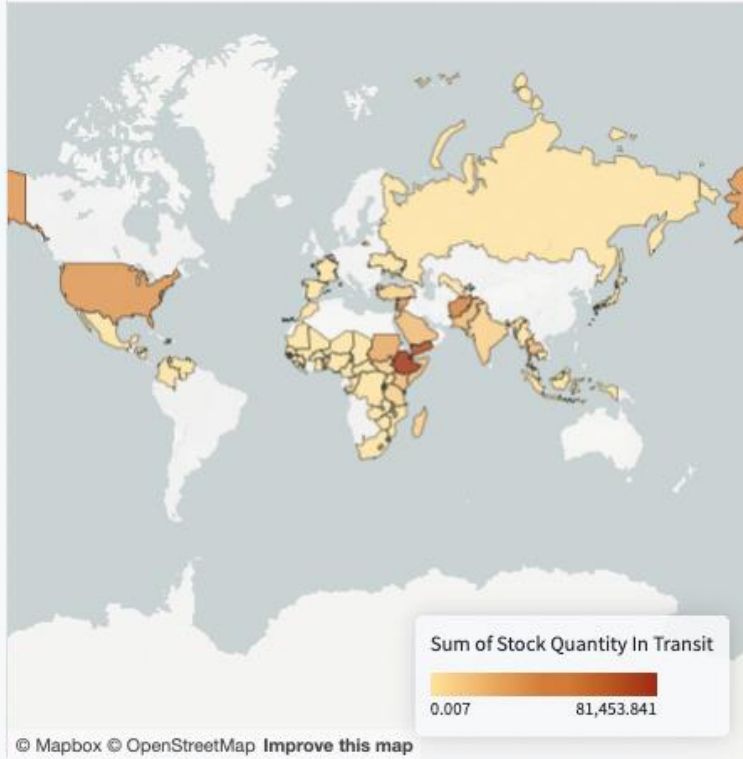 Sum of Stock Quantity In Transit
0.007 81,453.841
© Mapbox © OpenStreetMap Improve this map